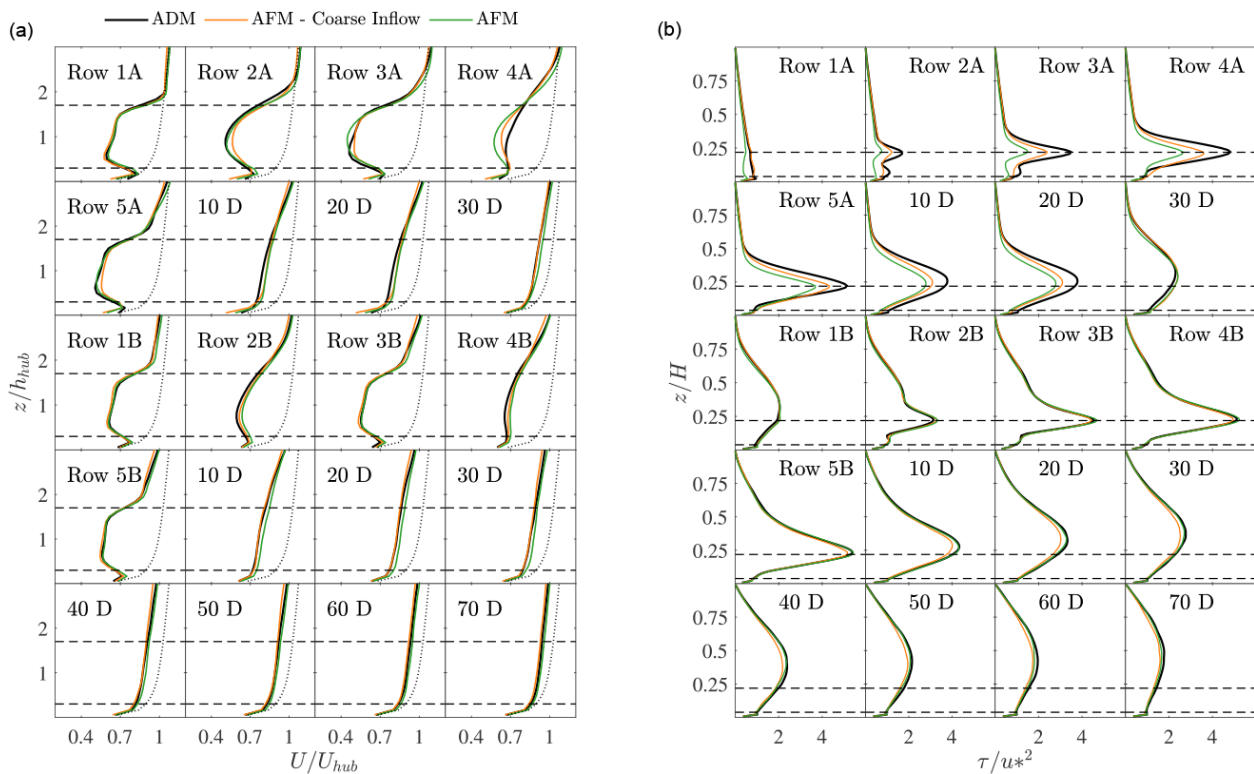 ADM AFM - Coarse Inflow AFM
(a)
Row 1A Row 2A Row 3A Row 4A
2
1
Row 5A 10 D 20 D 30 D
2
1
Row 1B Row 2B Row 3B Row 4B
2
1
Row 5B 10 D 20 D 30 D
2
1
40 D 50 D 60 D 70 D
2
1
z/h_hub
0.4 0.7 1 0.4 0.7 1 0.4 0.7 1 0.4 0.7 1
U/U_hub
(b)
0.75 Row 1A Row 2A Row 3A Row 4A
0.5
0.25
Row 5A 10 D 20 D 30 D
0.75
0.5
0.25
Row 1B Row 2B Row 3B Row 4B
0.75
0.5
0.25
Row 5B 10 D 20 D 30 D
0.75
0.5
0.25
40 D 50 D 60 D 70 D
0.75
0.5
0.25
z/H
2 4 2 4 2 4 2 4
τ/u*²